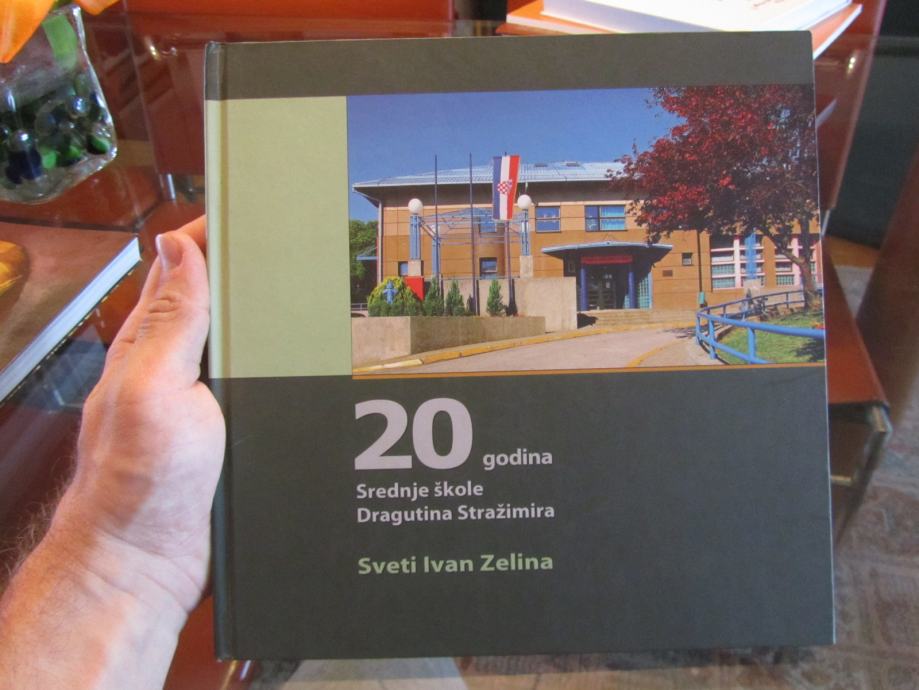 20 godina
Srednje škole
Dragutina Stražimira
Sveti Ivan Zelina